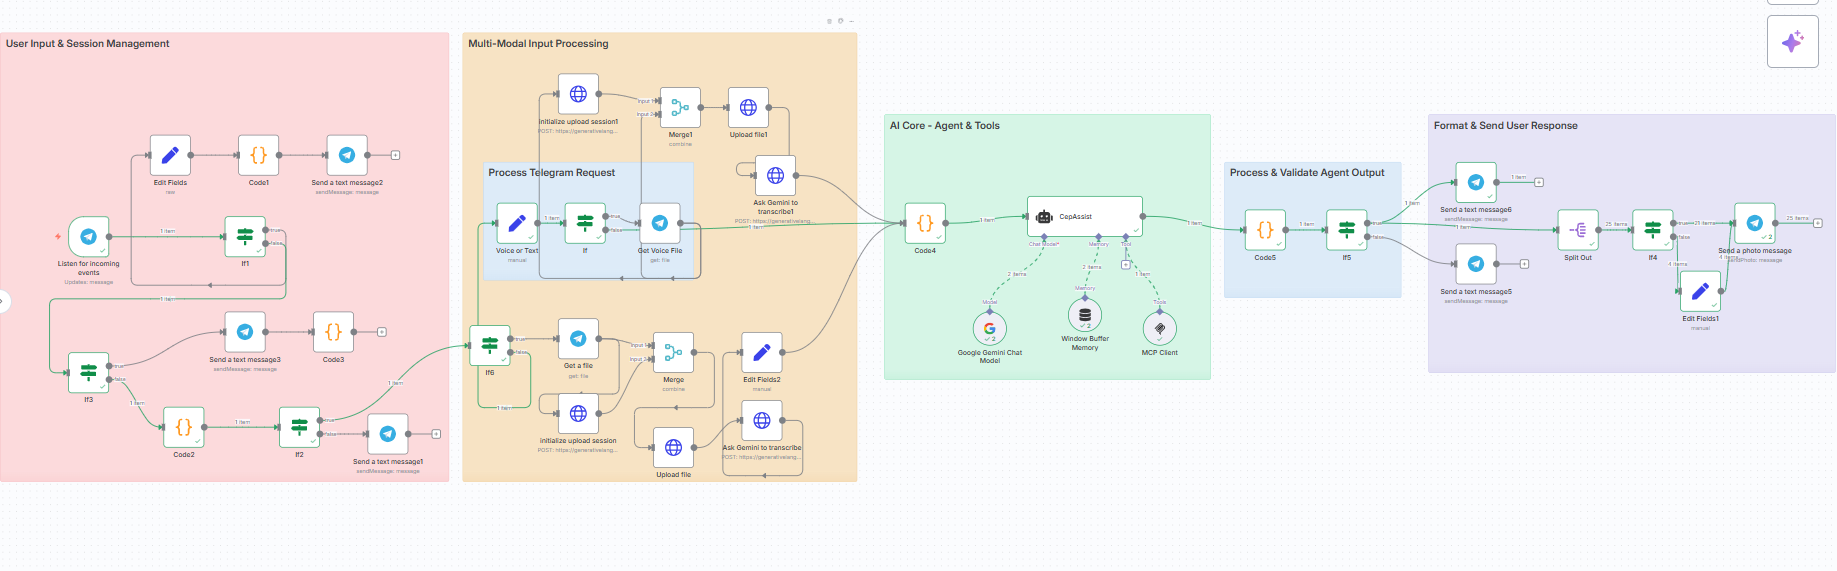 User Input & Session Management
Edit Fields
raw
Code1
Send a text message2
sendMessage: message
Listen for incoming
events
Updates: message
1 item
If1
true
false
1 item
Send a text message3
sendMessage: message
Code3
If3
true
false
1 item
Code2
1 item
If2
true
false
1 item
Send a text message1
sendMessage: message
Multi-Modal Input Processing
Initialize upload session1
POST: https://generativelang...
Input 1
Input 2
Merge1
combine
Upload file1
Ask Gemini to
transcribe1
POST: https://generativelang...
Process Telegram Request
Voice or Text
manual
1 item
If
true
false
Get Voice File
get: file
1 item
If6
true
false
1 item
Get a file
get: file
Input 1
Input 2
Merge
combine
Edit Fields2
manual
initialize upload session
POST: https://generativelang...
Upload file
Ask Gemini to transcribe
POST: https://generativelang...
AI Core - Agent & Tools
Code4
1 item
CepAssist
Chat Model*
Memory
Tool
2 items
2 items
1 item
Model
Memory
Tools
2
2
Google Gemini Chat
Model
Window Buffer
Memory
MCP Client
1 item
Process & Validate Agent Output
Code5
1 item
If5
true
false
1 item
1 item
Format & Send User Response
Send a text message6
sendMessage: message
1 item
Send a text message5
sendMessage: message
Split Out
25 items
If4
true
21 items
false
4 items
Edit Fields1
manual
4 items
Send a photo message
sendPhoto: message
2
25 items